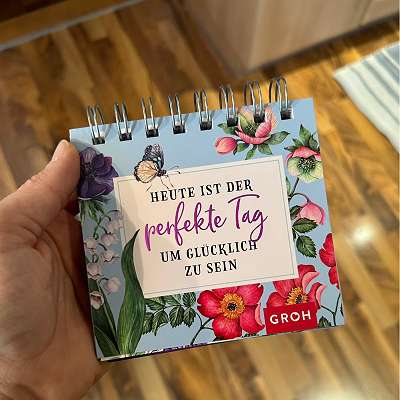 HEUTE IST DER
perfekte Tag
UM GLÜCKLICH
ZU SEIN
GROH